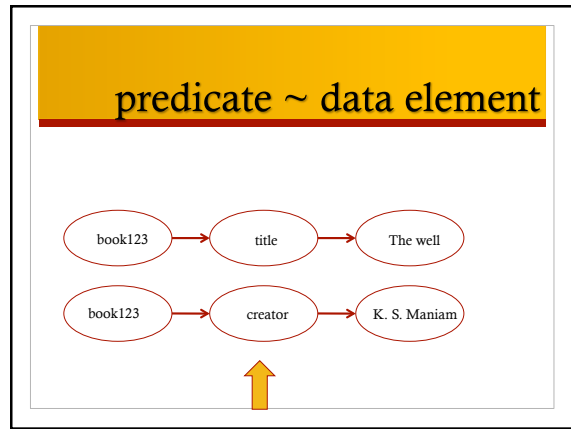 predicate ~ data element
book123 title The well
book123 creator K. S. Maniam